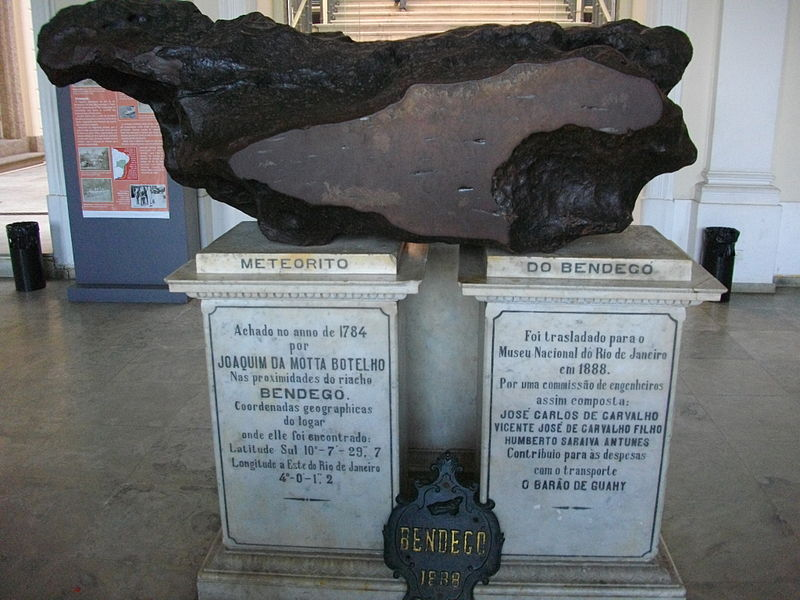 METEORITO
Achado no anno de 1784
por
JOAQUIM DA MOTTA BOTELHO
Nas proximidades do riacho
BENDEGÓ.
Coordenadas geographicas
do logar
onde elle foi encontrado:
Latitude Sul 10°-7'-29," 7
Longitude a Este do Rio de Janeiro
4°-0'-1," 2
DO BENDEGÓ
Foi trasladado para o
Museu Nacional do Rio de Janeiro
em 1888.
Por uma commissão de engenheiros
assim composta:
JOSÉ CARLOS DE CARVALHO
VICENTE JOSÉ DE CARVALHO FILHO
HUMBERTO SARAIVA ANTUNES
Contribuio para as despesas
com o transporte
O BARÃO DE GUAHY
BENDEGO
1888